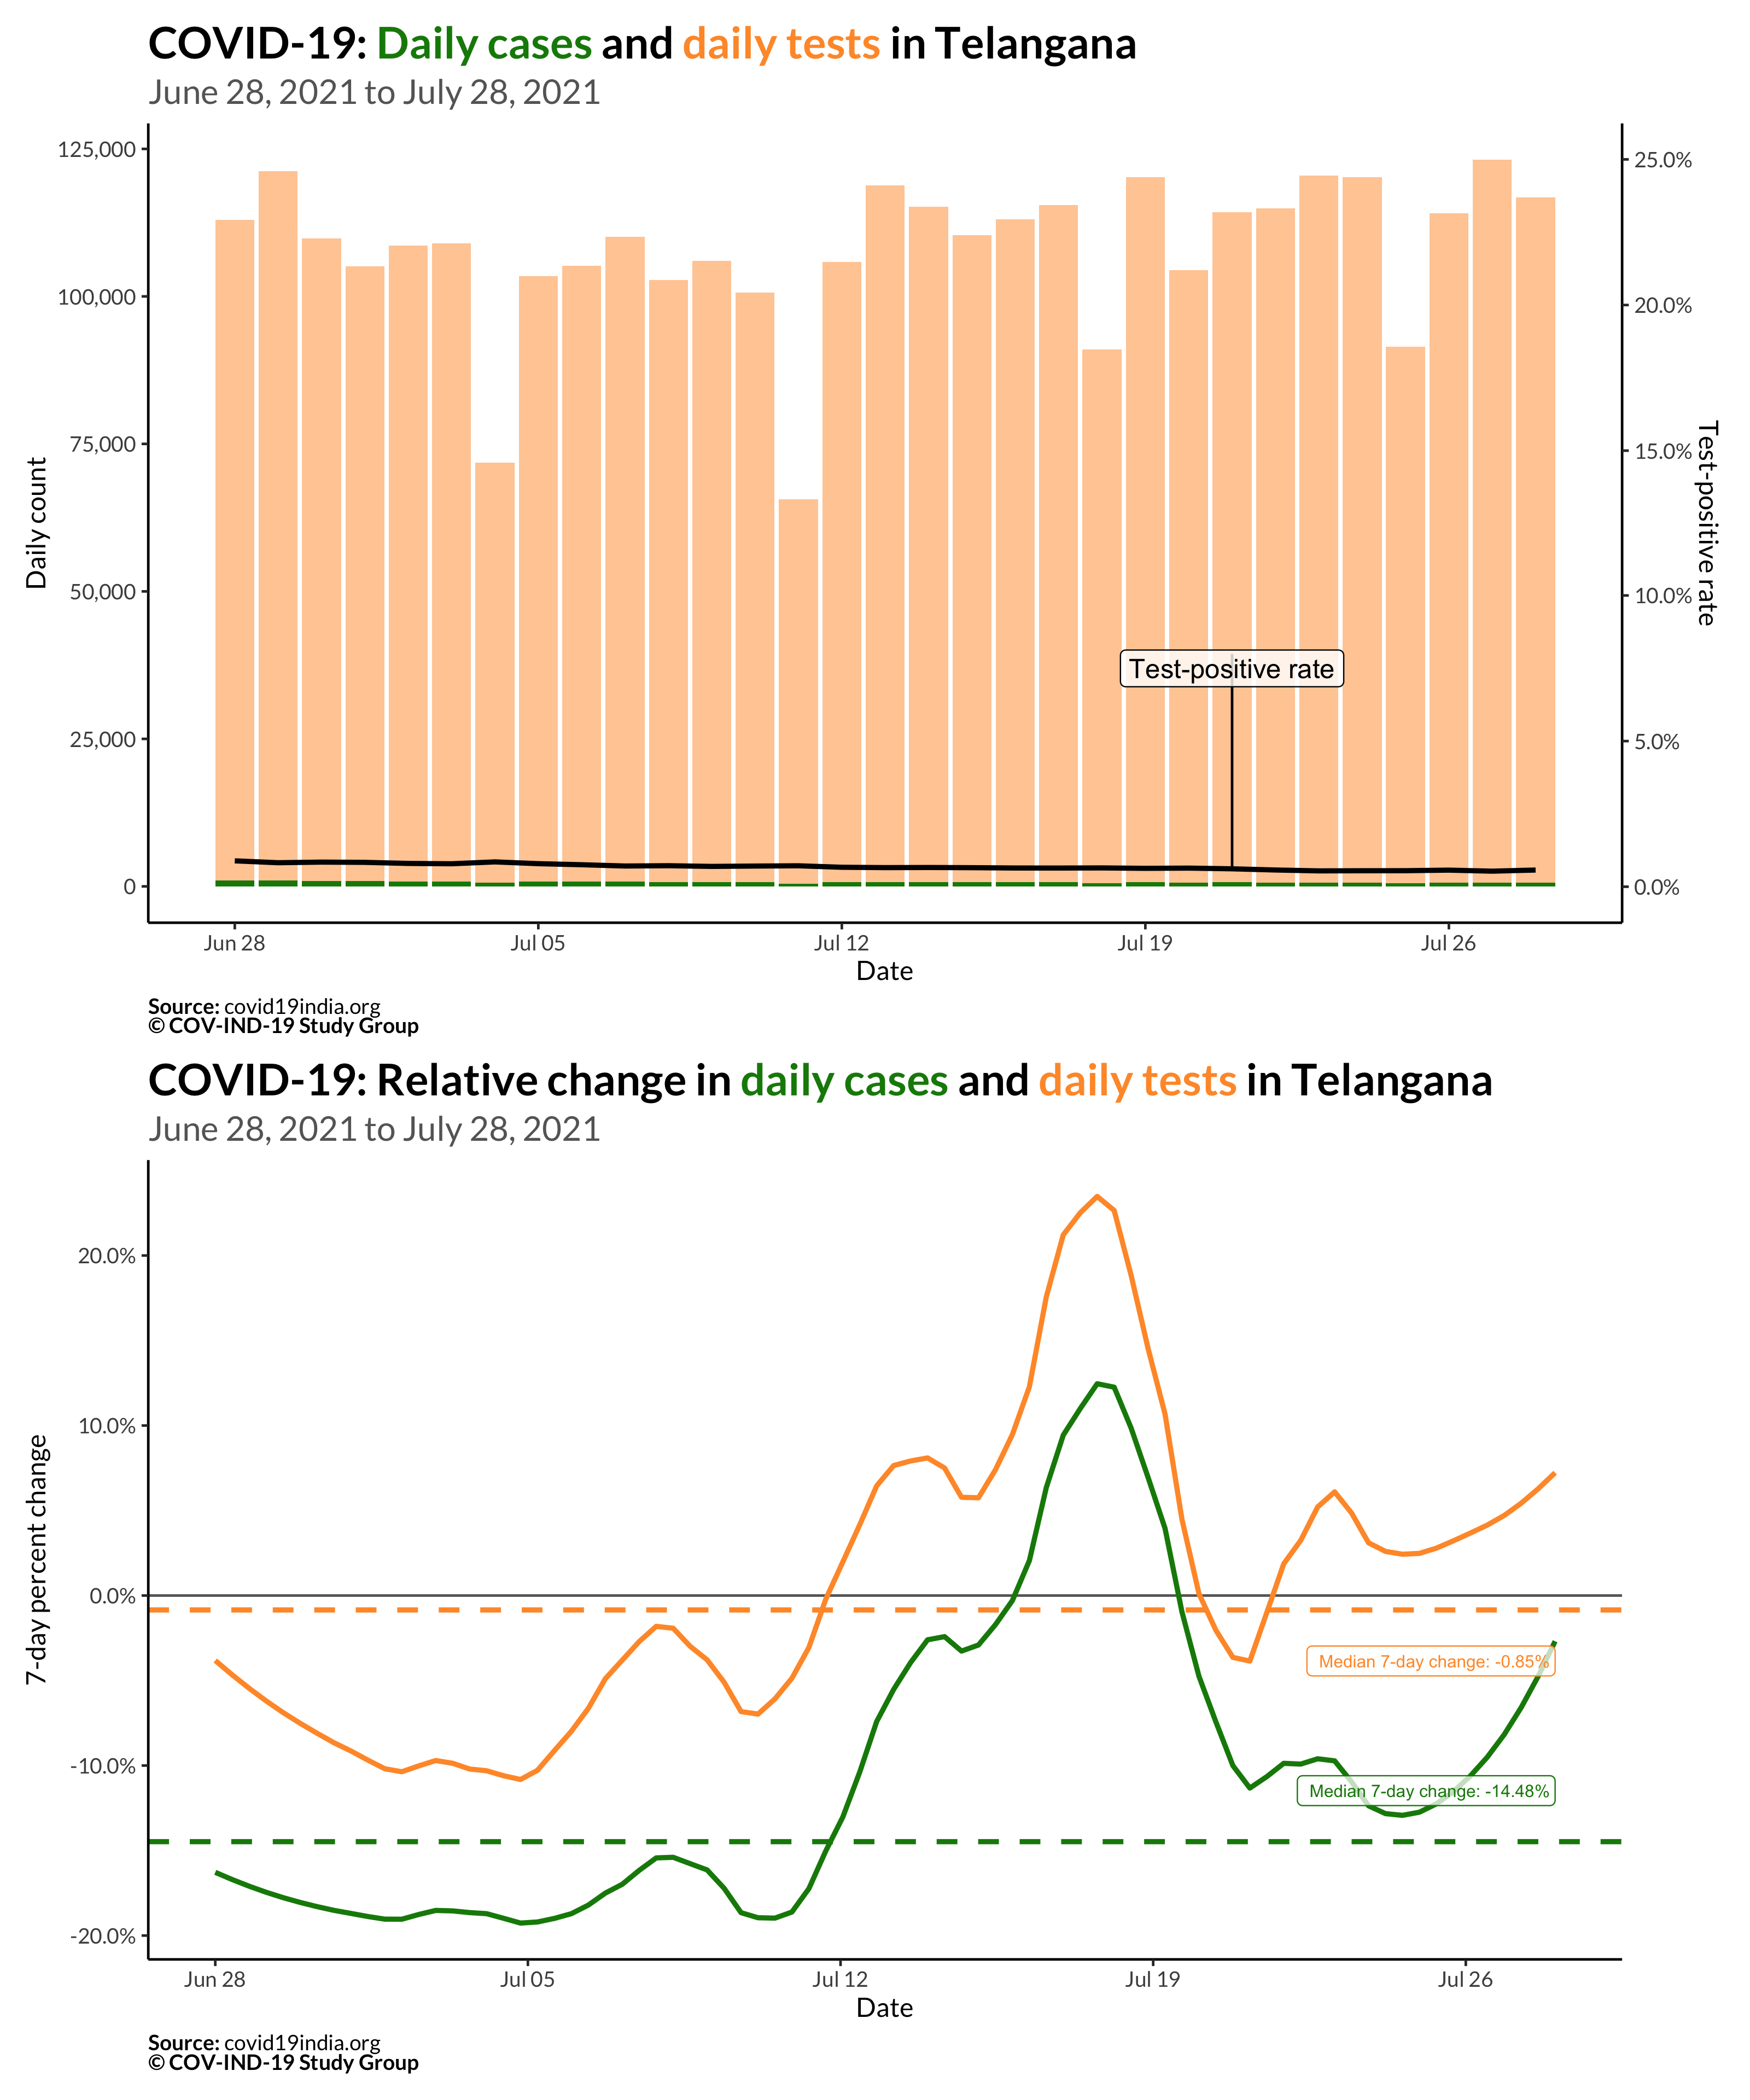 COVID-19: Daily cases and daily tests in Telangana
June 28, 2021 to July 28, 2021
125,000
100,000
75,000
50,000
25,000
0
Daily count
25.0%
20.0%
15.0%
10.0%
5.0%
0.0%
Test-positive rate
Test-positive rate
Jun 28
Jul 05
Jul 12
Jul 19
Jul 26
Date
Source: covid19india.org
© COV-IND-19 Study Group
COVID-19: Relative change in daily cases and daily tests in Telangana
June 28, 2021 to July 28, 2021
20.0%
10.0%
0.0%
-10.0%
-20.0%
7-day percent change
Median 7-day change: -0.85%
Median 7-day change: -14.48%
Jun 28
Jul 05
Jul 12
Jul 19
Jul 26
Date
Source: covid19india.org
© COV-IND-19 Study Group